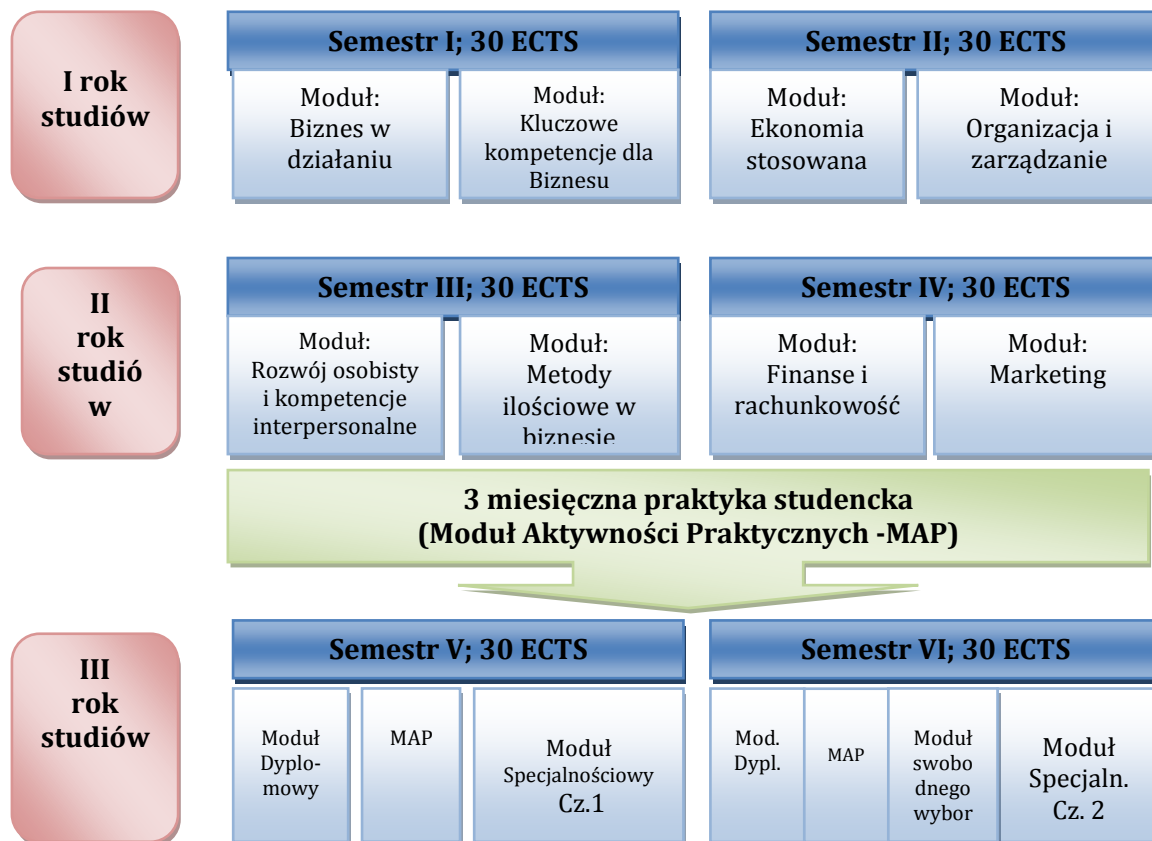 I rok
studiów
Semestr I; 30 ECTS
Moduł:
Biznes w
działaniu
Moduł:
Kluczowe
kompetencje dla
Biznesu
Semestr II; 30 ECTS
Moduł:
Ekonomia
stosowana
Moduł:
Organizacja i
zarządzanie
II
rok
studió
w
Semestr III; 30 ECTS
Moduł:
Rozwój osobisty
i kompetencje
interpersonalne
Moduł:
Metody
ilościowe w
biznesie
Semestr IV; 30 ECTS
Moduł:
Finanse i
rachunkowość
Moduł:
Marketing
3 miesięczna praktyka studencka
(Moduł Aktywności Praktycznych -MAP)
III
rok
studiów
Semestr V; 30 ECTS
Moduł
Dyplo-
mowy
MAP
Moduł
Specjalnościowy
Cz.1
Semestr VI; 30 ECTS
Mod.
Dypl.
MAP
Moduł
swobo
dnego
wybor
Moduł
Specjaln.
Cz. 2